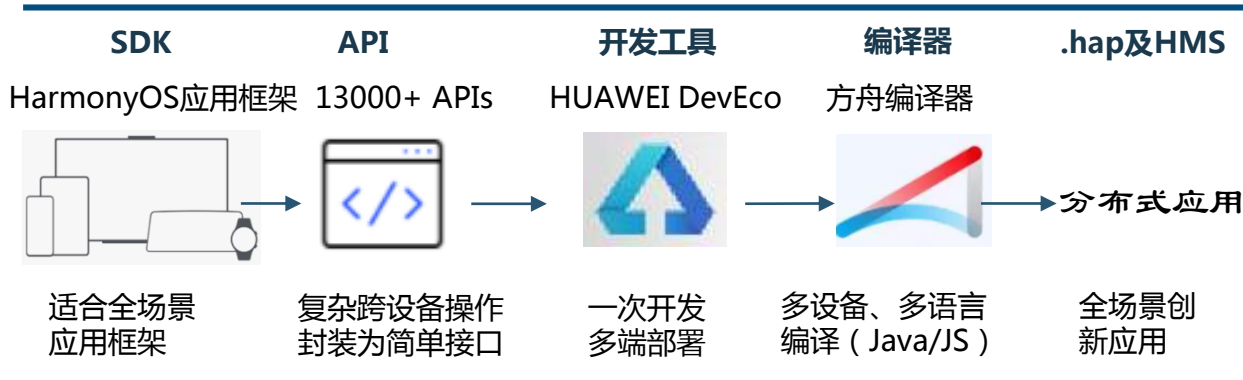 SDK API 开发工具 编译器 .hap及HMS
HarmonyOS应用框架 13000+ APIs HUAWEI DevEco 方舟编译器
</>
分布式应用
适合全场景 复杂跨设备操作 一次开发 多设备、多语言 全场景创
应用框架 封装为简单接口 多端部署 编译（Java/JS） 新应用